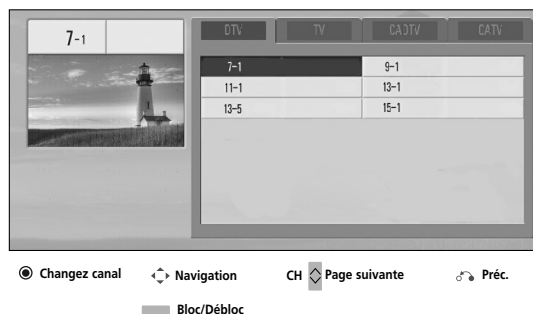 7-1
DTV TV CADTV CATV
7-1 9-1
11-1 13-1
13-5 15-1
Changez canal Navigation CH Page suivante Préc.
Bloc/Débloc